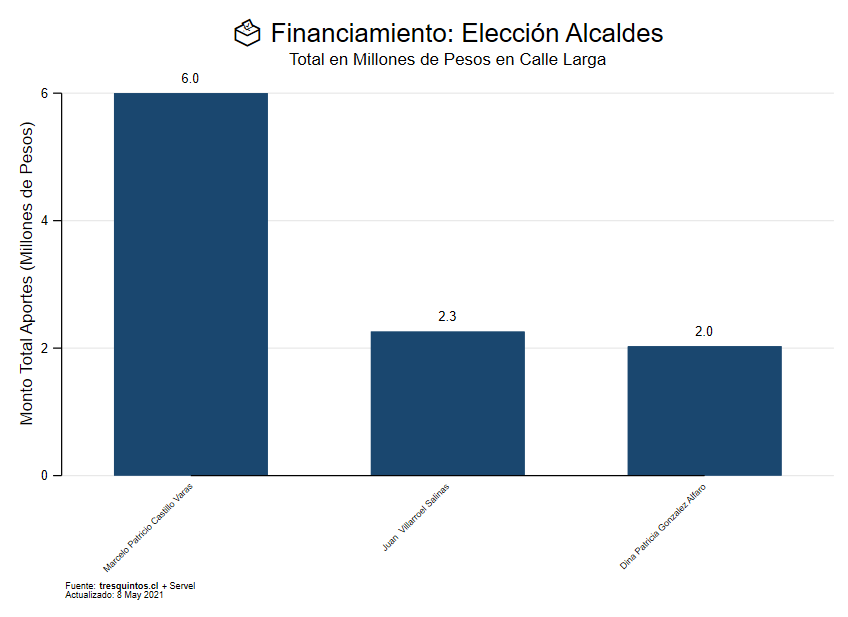 Financiamiento: Elección Alcaldes
Total en Millones de Pesos en Calle Larga
Monto Total Aportes (Millones de Pesos)
6
4
2
0
6.0
2.3
2.0
Marcelo Patricio Castillo Varas
Juan Villarroel Salinas
Dina Patricia Gonzalez Alfaro
Fuente: tresquintos.cl + Servel
Actualizado: 8 May 2021